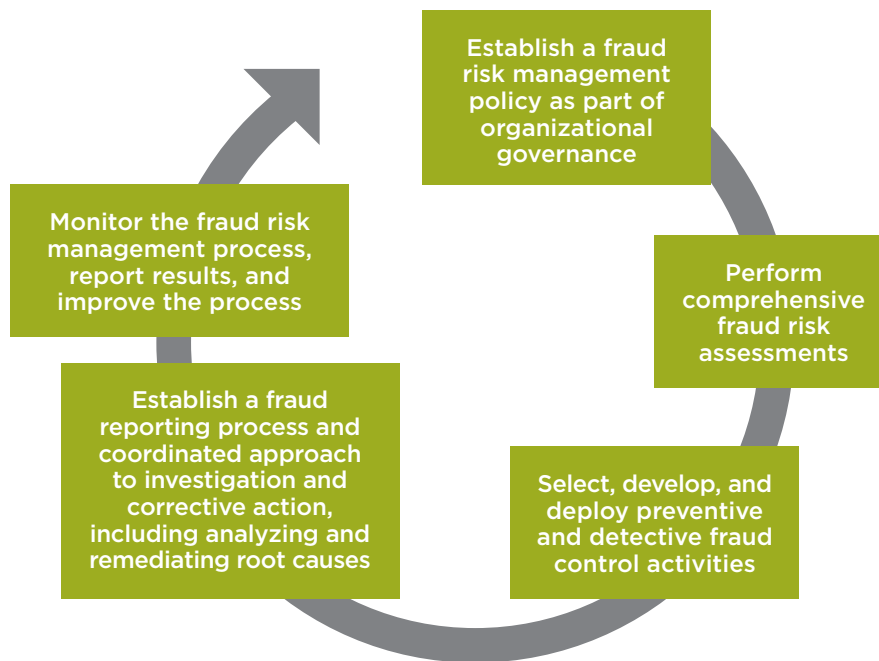 Establish a fraud
risk management
policy as part of
organizational
governance
Perform
comprehensive
fraud risk
assessments
Select, develop, and
deploy preventive
and detective fraud
control activities
Establish a fraud
reporting process and
coordinated approach
to investigation and
corrective action,
including analyzing and
remediating root causes
Monitor the fraud risk
management process,
report results, and
improve the process